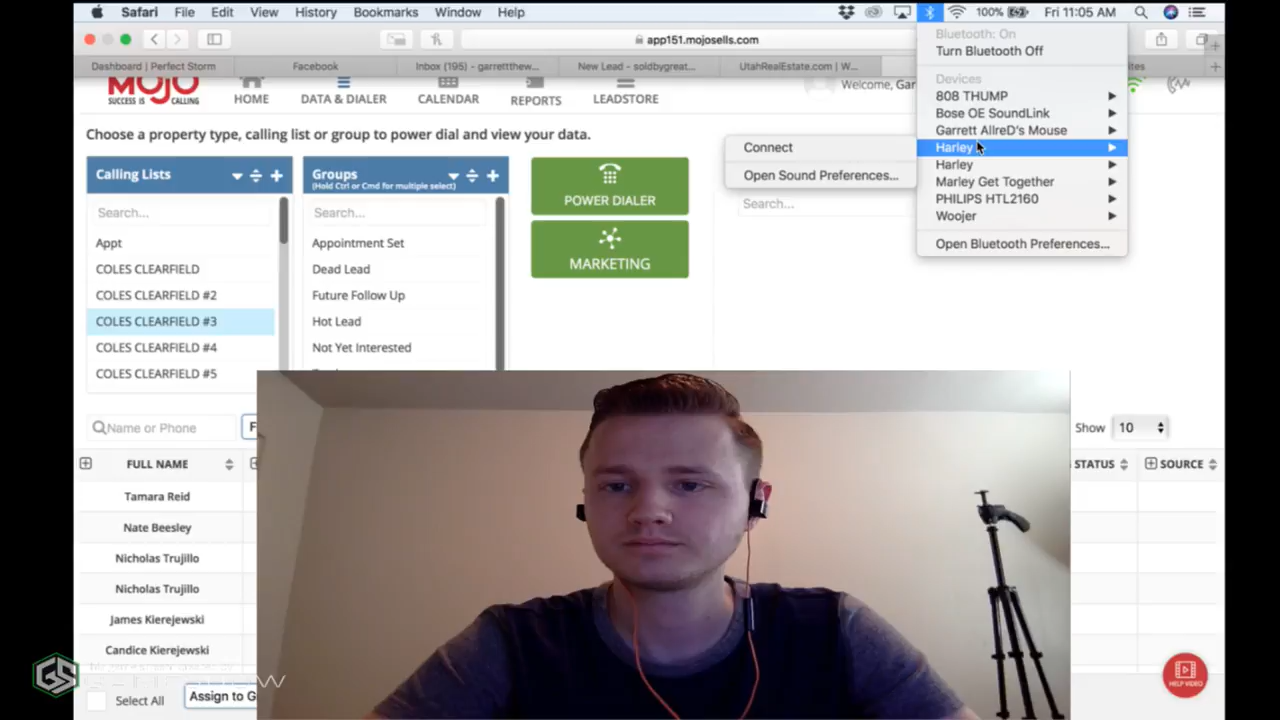 Safari File Edit View History Bookmarks Window Help
100% Fri 11:05 AM
app151.mojosells.com
Dashboard | Perfect Storm Facebook Inbox (195) - garrettthew... New Lead - soldbygreat... UtahRealEstate.com | W... ites
Bluetooth: On
Turn Bluetooth Off
Devices
808 THUMP
Bose OE SoundLink
Garrett AllreD's Mouse
Harley
Harley
Marley Get Together
PHILIPS HTL2160
Woojer
Open Bluetooth Preferences...
Connect
Open Sound Preferences...
MOJO
SUCCESS IS CALLING
HOME DATA & DIALER CALENDAR REPORTS LEADSTORE
Welcome, Gar
Choose a property type, calling list or group to power dial and view your data.
Calling Lists
Search...
Appt
COLES CLEARFIELD
COLES CLEARFIELD #2
COLES CLEARFIELD #3
COLES CLEARFIELD #4
COLES CLEARFIELD #5
Groups
(Hold Ctrl or Cmd for multiple select)
Search...
Appointment Set
Dead Lead
Future Follow Up
Hot Lead
Not Yet Interested
POWER DIALER
MARKETING
Search...
Name or Phone
F
Show 10
FULL NAME STATUS SOURCE
Tamara Reid
Nate Beesley
Nicholas Trujillo
Nicholas Trujillo
James Kierejewski
Candice Kierejewski
Select All Assign to G
GS
HELP VIDEO